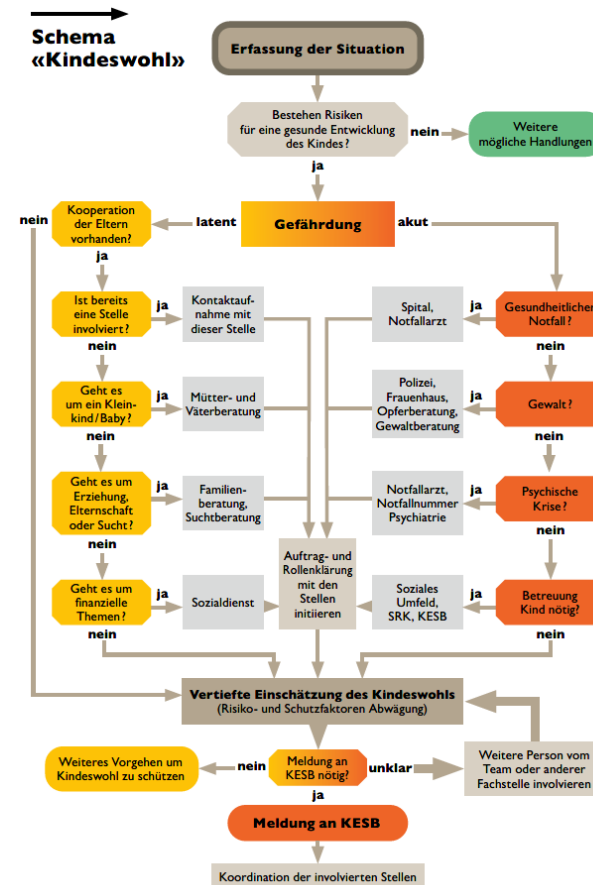 Schema
«Kindeswohl»
Erfassung der Situation
Bestehen Risiken
für eine gesunde Entwicklung
des Kindes?
nein
Weitere
mögliche Handlungen
ja
nein
Kooperation
der Eltern
vorhanden?
latent
Gefährdung
akut
ja
Ist bereits
eine Stelle
involviert?
ja
Kontaktauf-
nahme mit
dieser Stelle
Spital,
Notfallarzt
ja
Gesundheitlicher
Notfall?
nein
nein
Geht es
um ein Klein-
kind/Baby?
ja
Mütter- und
Väterberatung
Polizei,
Frauenhaus,
Opferberatung,
Gewaltberatung
ja
Gewalt?
nein
nein
Geht es um
Erziehung,
Elternschaft
oder Sucht?
ja
Familien-
beratung,
Suchtberatung
Notfallarzt,
Notfallnummer
Psychiatrie
ja
Psychische
Krise?
nein
nein
Auftrag- und
Rollenklärung
mit den
Stellen
initiieren
Geht es um
finanzielle
Themen?
ja
Sozialdienst
Soziales
Umfeld,
SRK, KESB
ja
Betreuung
Kind nötig?
nein
nein
Vertiefte Einschätzung des Kindeswohls
(Risiko- und Schutzfaktoren Abwägung)
Weiteres Vorgehen um
Kindeswohl zu schützen
nein
Meldung an
KESB nötig?
unklar
Weitere Person vom
Team oder anderer
Fachstelle involvieren
ja
Meldung an KESB
Koordination der involvierten Stellen